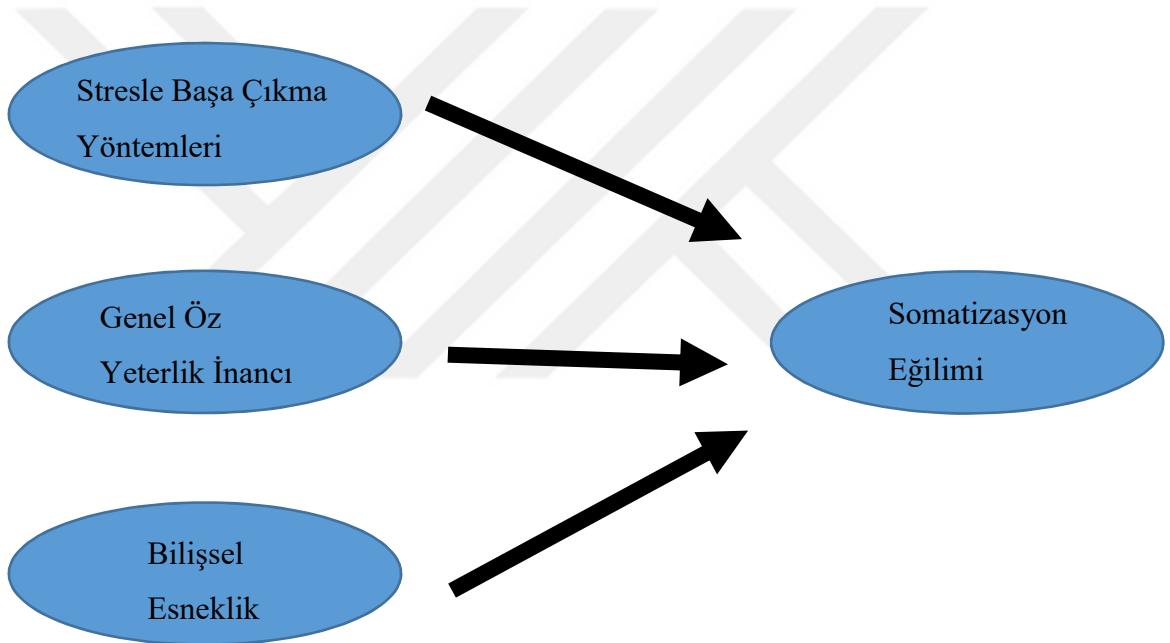 Stresle Başa Çıkma
Yöntemleri
Genel Öz
Yeterlik İnancı
Somatizasyon
Eğilimi
Bilişsel
Esneklik